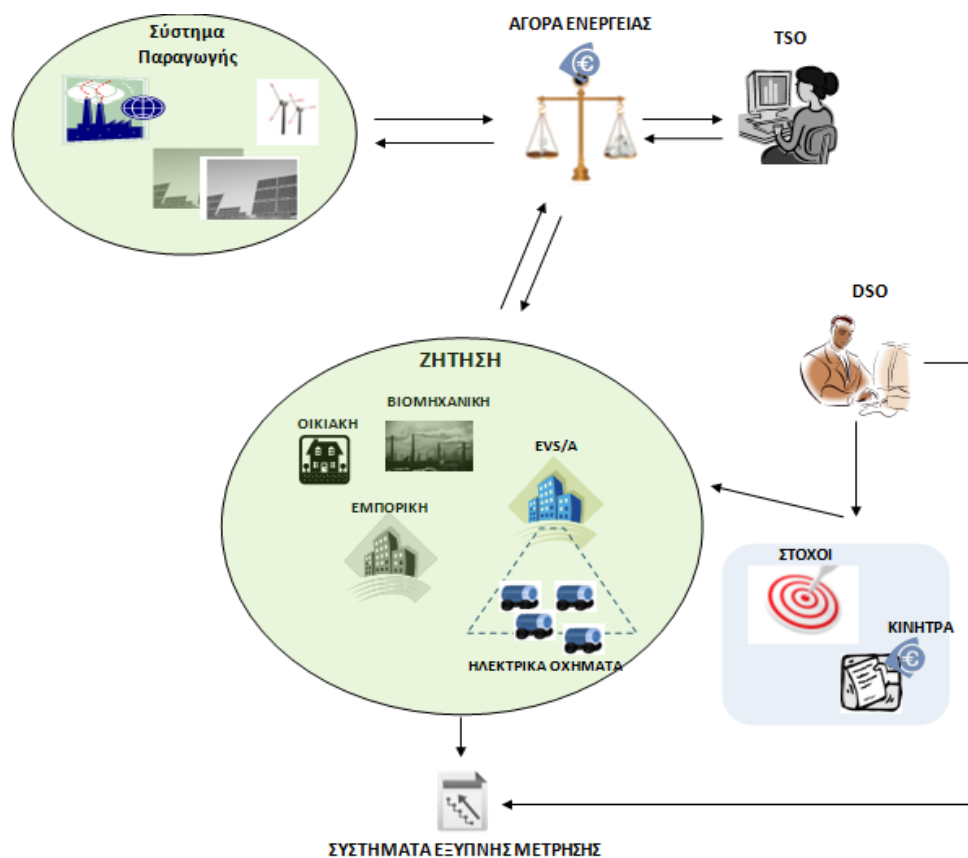 Σύστημα
Παραγωγής
ΑΓΟΡΑ ΕΝΕΡΓΕΙΑΣ
TSO
DSO
ΖΗΤΗΣΗ
ΒΙΟΜΗΧΑΝΙΚΗ
ΟΙΚΙΑΚΗ
EVS/A
ΕΜΠΟΡΙΚΗ
ΗΛΕΚΤΡΙΚΑ ΟΧΗΜΑΤΑ
ΣΤΟΧΟΙ
ΚΙΝΗΤΡΑ
ΣΥΣΤΗΜΑΤΑ ΕΞΥΠΝΗΣ ΜΕΤΡΗΣΗΣ